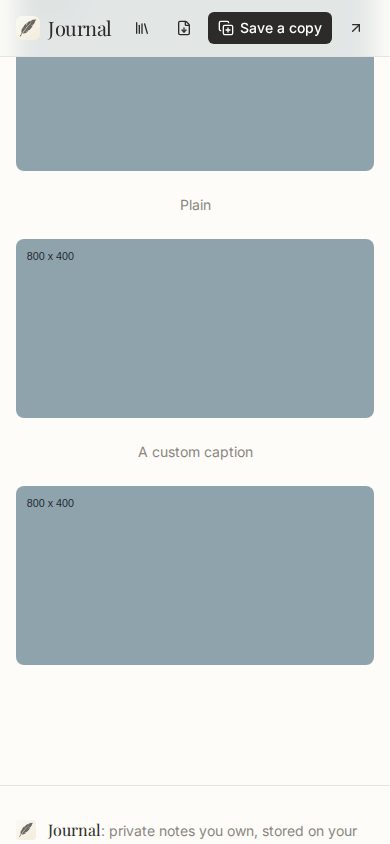 Journal
Save a copy
Plain
800 x 400
A custom caption
800 x 400
Journal: private notes you own, stored on your